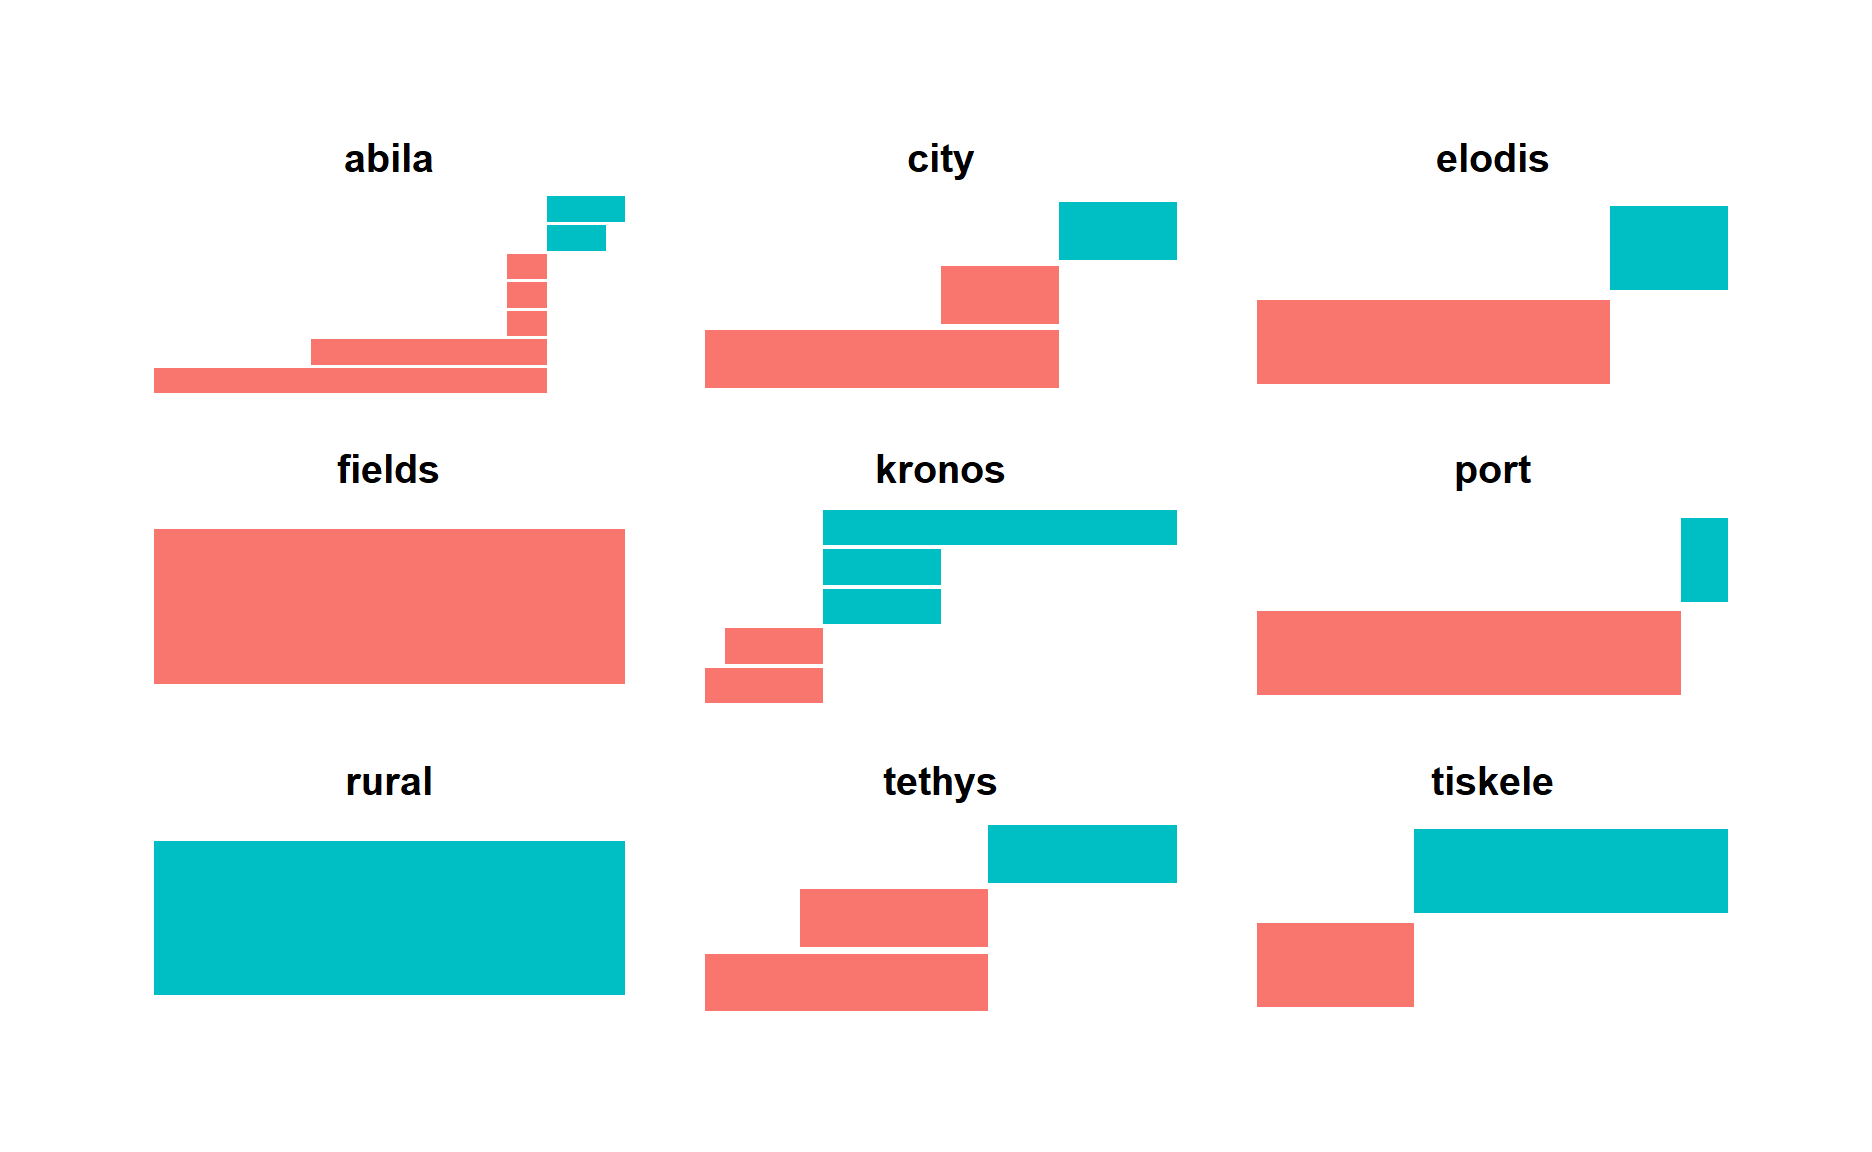 abila
city
elodis
fields
kronos
port
rural
tethys
tiskele